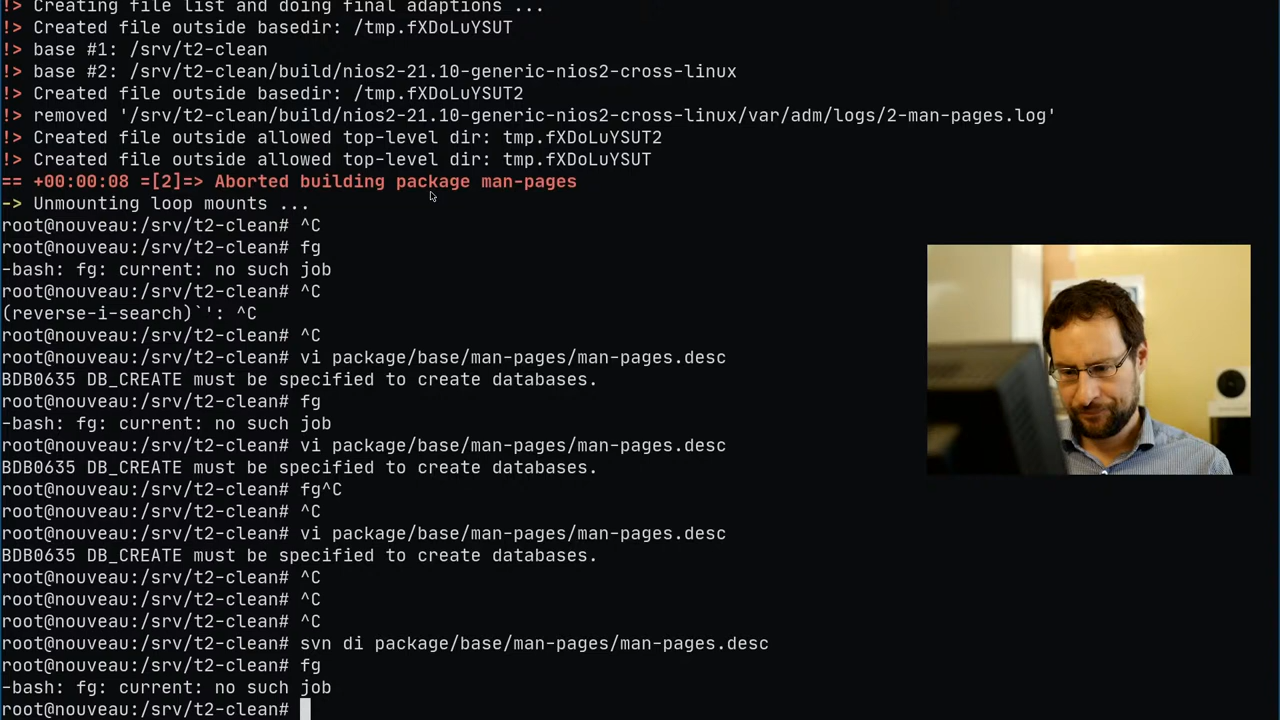 !> Creating file list and doing final adaptions ...
!> Created file outside basedir: /tmp.fXDoLuYSUT
!> base #1: /srv/t2-clean
!> base #2: /srv/t2-clean/build/nios2-21.10-generic-nios2-cross-linux
!> Created file outside basedir: /tmp.fXDoLuYSUT2
!> removed '/srv/t2-clean/build/nios2-21.10-generic-nios2-cross-linux/var/adm/logs/2-man-pages.log'
!> Created file outside allowed top-level dir: tmp.fXDoLuYSUT2
!> Created file outside allowed top-level dir: tmp.fXDoLuYSUT
== +00:00:08 =[2]=> Aborted building package man-pages
-> Unmounting loop mounts ...
root@nouveau:/srv/t2-clean# ^C
root@nouveau:/srv/t2-clean# fg
-bash: fg: current: no such job
root@nouveau:/srv/t2-clean# ^C
(reverse-i-search)`': ^C
root@nouveau:/srv/t2-clean# ^C
root@nouveau:/srv/t2-clean# vi package/base/man-pages/man-pages.desc
BDB0635 DB_CREATE must be specified to create databases.
root@nouveau:/srv/t2-clean# fg
-bash: fg: current: no such job
root@nouveau:/srv/t2-clean# vi package/base/man-pages/man-pages.desc
BDB0635 DB_CREATE must be specified to create databases.
root@nouveau:/srv/t2-clean# fg^C
root@nouveau:/srv/t2-clean# ^C
root@nouveau:/srv/t2-clean# vi package/base/man-pages/man-pages.desc
BDB0635 DB_CREATE must be specified to create databases.
root@nouveau:/srv/t2-clean# ^C
root@nouveau:/srv/t2-clean# ^C
root@nouveau:/srv/t2-clean# ^C
root@nouveau:/srv/t2-clean# svn di package/base/man-pages/man-pages.desc
root@nouveau:/srv/t2-clean# fg
-bash: fg: current: no such job
root@nouveau:/srv/t2-clean#